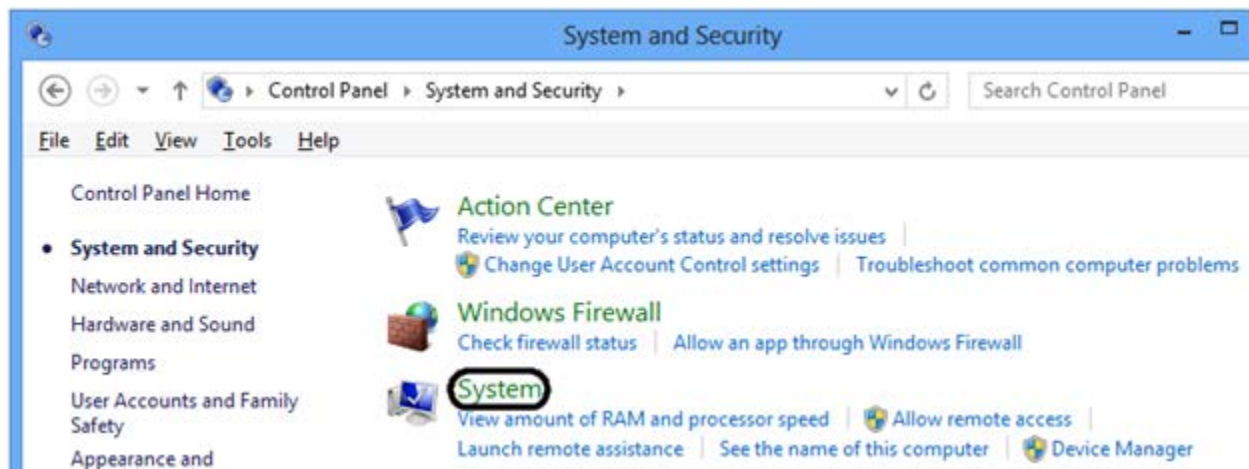 System and Security
Control Panel System and Security
Search Control Panel
File Edit View Tools Help
Control Panel Home
System and Security
Network and Internet
Hardware and Sound
Programs
User Accounts and Family
Safety
Appearance and
Action Center
Review your computer's status and resolve issues
Change User Account Control settings Troubleshoot common computer problems
Windows Firewall
Check firewall status Allow an app through Windows Firewall
System
View amount of RAM and processor speed Allow remote access
Launch remote assistance See the name of this computer Device Manager